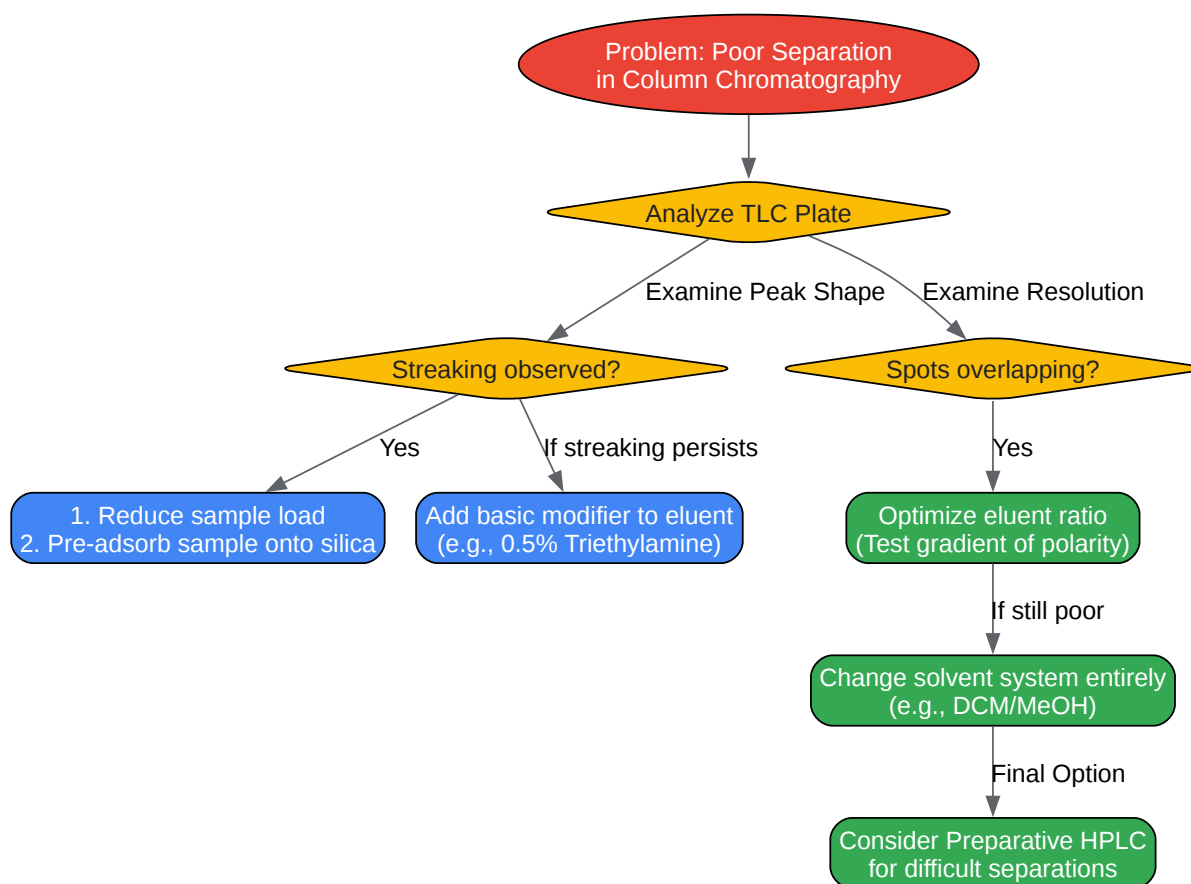 Problem: Poor Separation
in Column Chromatography
Analyze TLC Plate
Examine Peak Shape
Examine Resolution
Streaking observed?
Spots overlapping?
Yes
If streaking persists
Yes
1. Reduce sample load
2. Pre-adsorb sample onto silica
Add basic modifier to eluent
(e.g., 0.5% Triethylamine)
Optimize eluent ratio
(Test gradient of polarity)
If still poor
Change solvent system entirely
(e.g., DCM/MeOH)
Final Option
Consider Preparative HPLC
for difficult separations